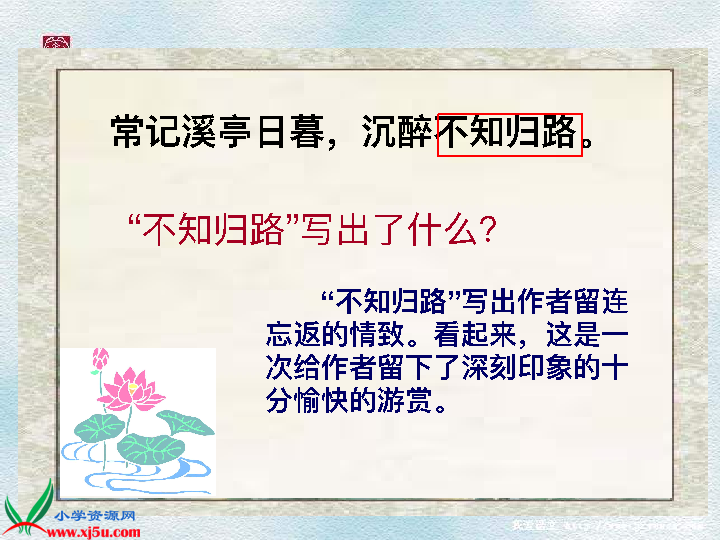 常记溪亭日暮，沉醉不知归路。
“不知归路”写出了什么？
“不知归路”写出作者留连
忘返的情致。看起来，这是一
次给作者留下了深刻印象的十
分愉快的游赏。
小学资源网
www.xj5u.com